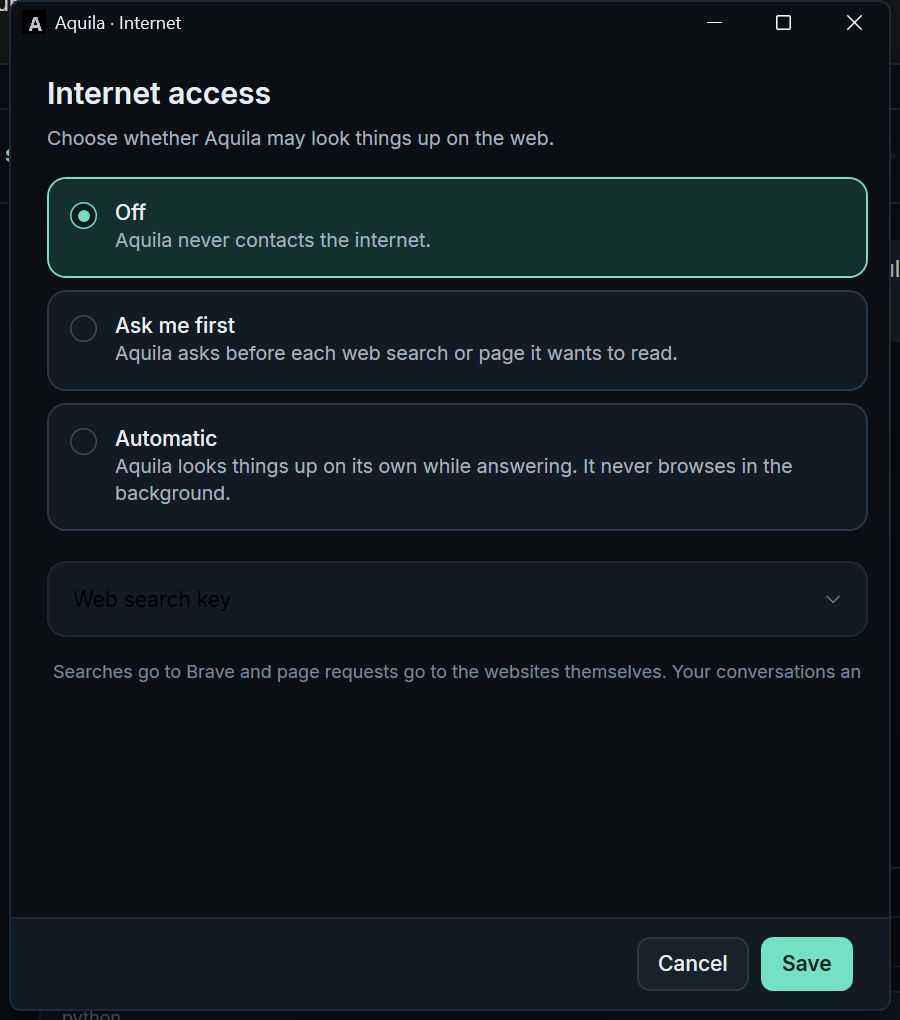 A Aquila · Internet
Internet access
Choose whether Aquila may look things up on the web.
Off
Aquila never contacts the internet.
Ask me first
Aquila asks before each web search or page it wants to read.
Automatic
Aquila looks things up on its own while answering. It never browses in the
background.
Web search key
Searches go to Brave and page requests go to the websites themselves. Your conversations an
Cancel
Save
python